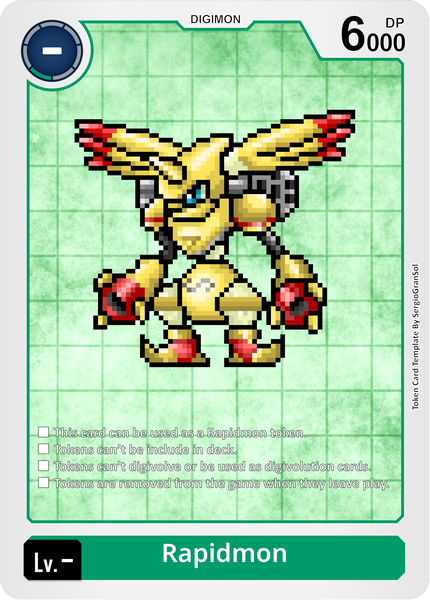 DIGIMON
-
DP
6000
Token Card Template By SergioGranSol
This card can be used as a Rapidmon token.
Tokens can't be include in deck.
Tokens can't digivolve or be used as digivolution cards.
Tokens are removed from the game when they leave play.
Lv.-
Rapidmon